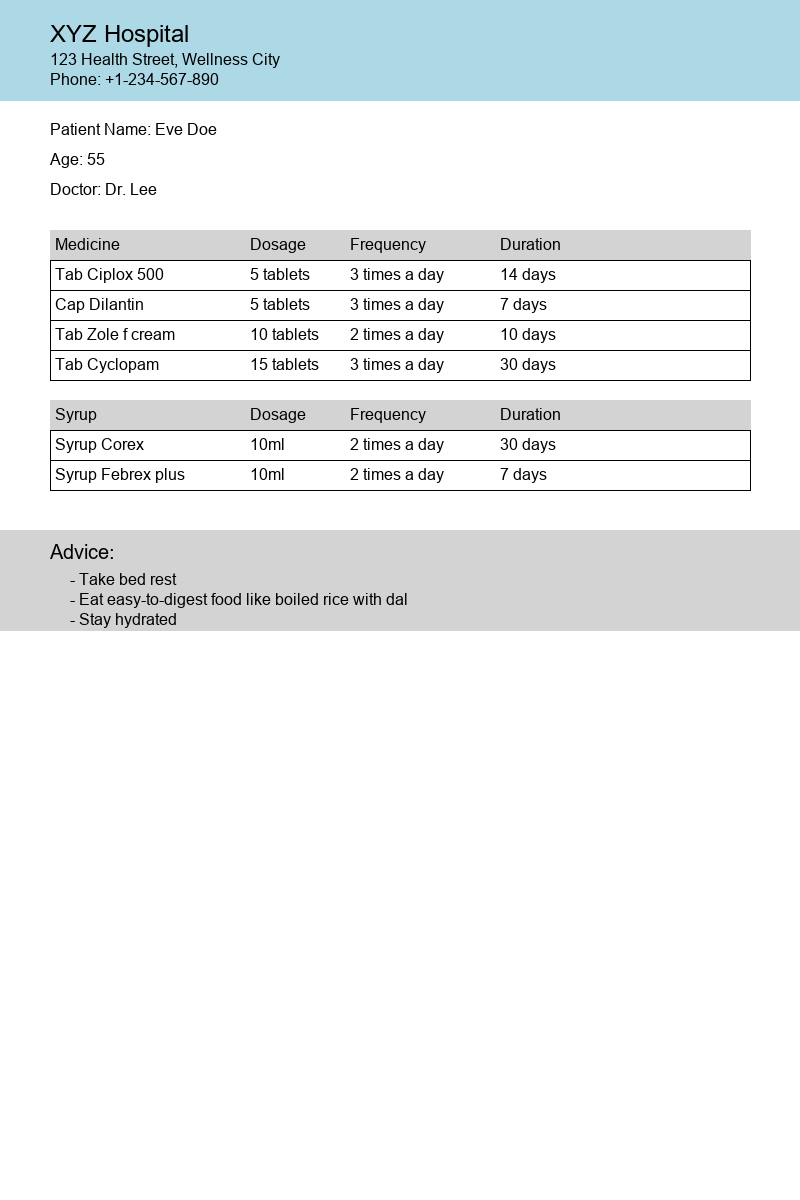 XYZ Hospital
123 Health Street, Wellness City
Phone: +1-234-567-890
Patient Name: Eve Doe
Age: 55
Doctor: Dr. Lee
Medicine Dosage Frequency Duration
Tab Ciplox 500 5 tablets 3 times a day 14 days
Cap Dilantin 5 tablets 3 times a day 7 days
Tab Zole f cream 10 tablets 2 times a day 10 days
Tab Cyclopam 15 tablets 3 times a day 30 days
Syrup Dosage Frequency Duration
Syrup Corex 10ml 2 times a day 30 days
Syrup Febrex plus 10ml 2 times a day 7 days
Advice:
- Take bed rest
- Eat easy-to-digest food like boiled rice with dal
- Stay hydrated